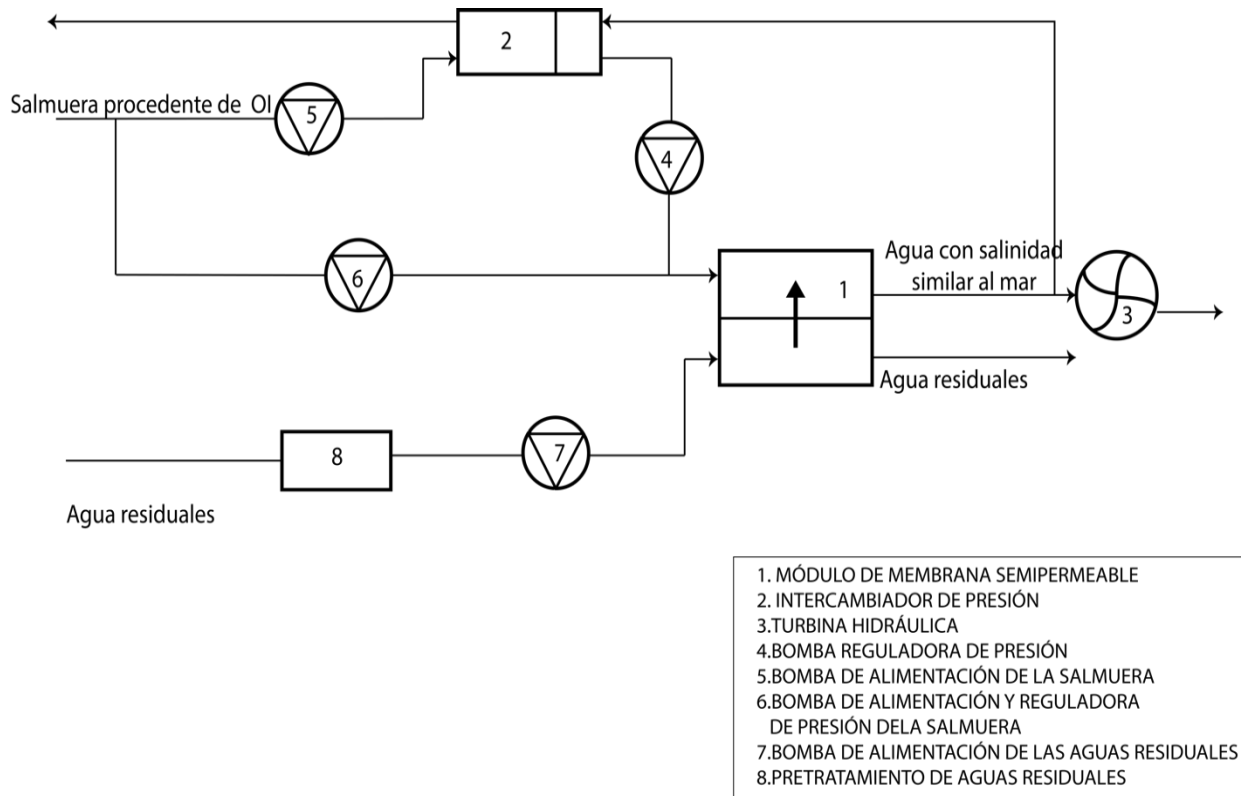 2
Salmuera procedente de OI
5
4
6
Agua con salinidad
similar al mar
1
3
Agua residuales
8
7
Agua residuales
1. MÓDULO DE MEMBRANA SEMIPERMEABLE
2. INTERCAMBIADOR DE PRESIÓN
3.TURBINA HIDRÁULICA
4.BOMBA REGULADORA DE PRESIÓN
5.BOMBA DE ALIMENTACIÓN DE LA SALMUERA
6.BOMBA DE ALIMENTACIÓN Y REGULADORA
DE PRESIÓN DELA SALMUERA
7.BOMBA DE ALIMENTACIÓN DE LAS AGUAS RESIDUALES
8.PRETRATAMIENTO DE AGUAS RESIDUALES